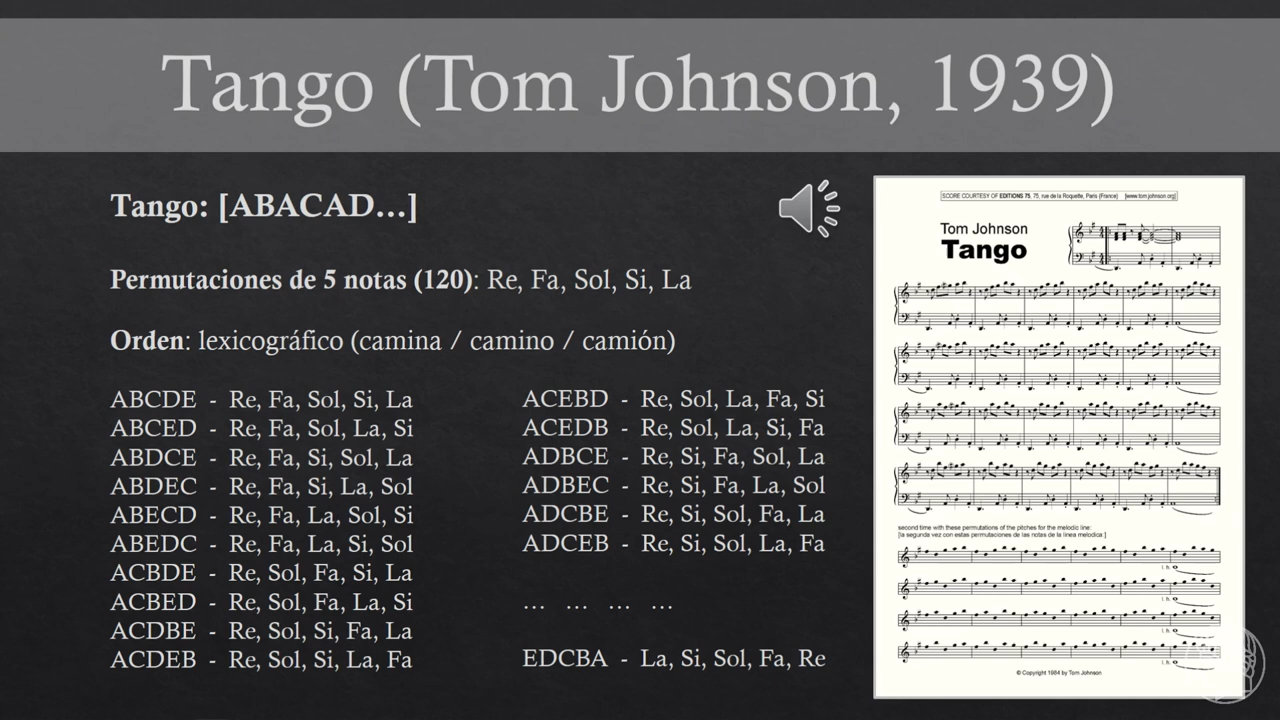 Tango (Tom Johnson, 1939)
Tango: [ABACAD...]
Permutaciones de 5 notas (120): Re, Fa, Sol, Si, La
Orden: lexicográfico (camina / camino / camión)
ABCDE - Re, Fa, Sol, Si, La
ABCED - Re, Fa, Sol, La, Si
ABDCE - Re, Fa, Si, Sol, La
ABDEC - Re, Fa, Si, La, Sol
ABECD - Re, Fa, La, Sol, Si
ABEDC - Re, Fa, La, Si, Sol
ACBDE - Re, Sol, Fa, Si, La
ACBED - Re, Sol, Fa, La, Si
ACDBE - Re, Sol, Si, Fa, La
ACDEB - Re, Sol, Si, La, Fa
ACEBD - Re, Sol, La, Fa, Si
ACEDB - Re, Sol, La, Si, Fa
ADBCE - Re, Si, Fa, Sol, La
ADBEC - Re, Si, Fa, La, Sol
ADCBE - Re, Si, Sol, Fa, La
ADCEB - Re, Si, Sol, La, Fa
... ... ... ...
EDCBA - La, Si, Sol, Fa, Re
SCORE COURTESY OF EDITIONS 75, 75, rue de la Roquette, Paris (France) [www.tom johnson.org]
Tom Johnson
Tango
second time with these permutations of the pitches for the melodic line:
[la segunda vez con estas permutaciones de las notas de la línea melodica:]
l. h.
l. h.
l. h.
l. h.
© Copyright 1984 by Tom Johnson